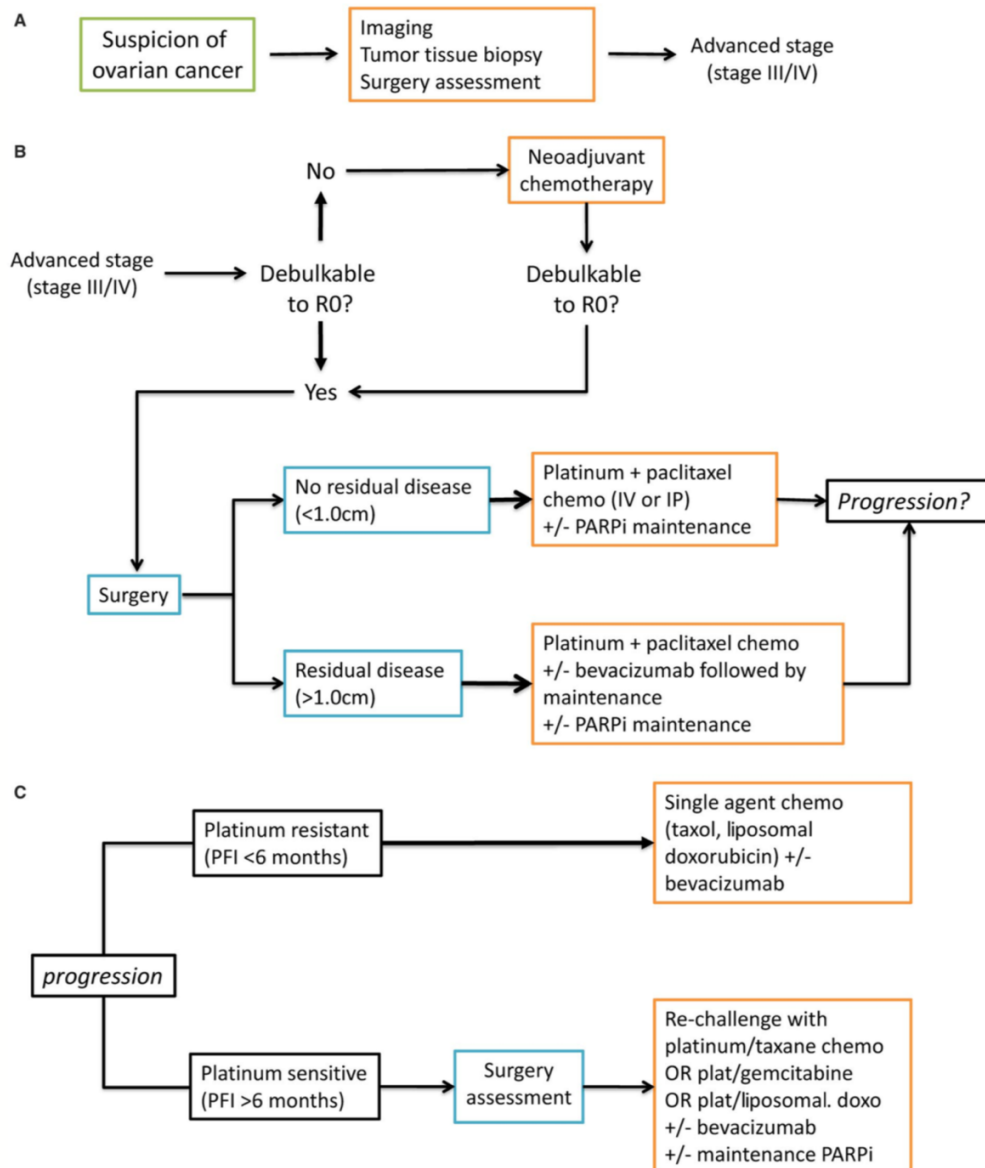 A
Suspicion of
ovarian cancer
Imaging
Tumor tissue biopsy
Surgery assessment
Advanced stage
(stage III/IV)
B
No
Neoadjuvant
chemotherapy
Advanced stage
(stage III/IV)
Debulkable
to R0?
Debulkable
to R0?
Yes
No residual disease
(<1.0cm)
Platinum + paclitaxel
chemo (IV or IP)
+/- PARPi maintenance
Progression?
Surgery
Residual disease
(>1.0cm)
Platinum + paclitaxel chemo
+/- bevacizumab followed by
maintenance
+/- PARPi maintenance
C
Platinum resistant
(PFI <6 months)
Single agent chemo
(taxol, liposomal
doxorubicin) +/-
bevacizumab
progression
Platinum sensitive
(PFI >6 months)
Surgery
assessment
Re-challenge with
platinum/taxane chemo
OR plat/gemcitabine
OR plat/liposomal. doxo
+/- bevacizumab
+/- maintenance PARPi